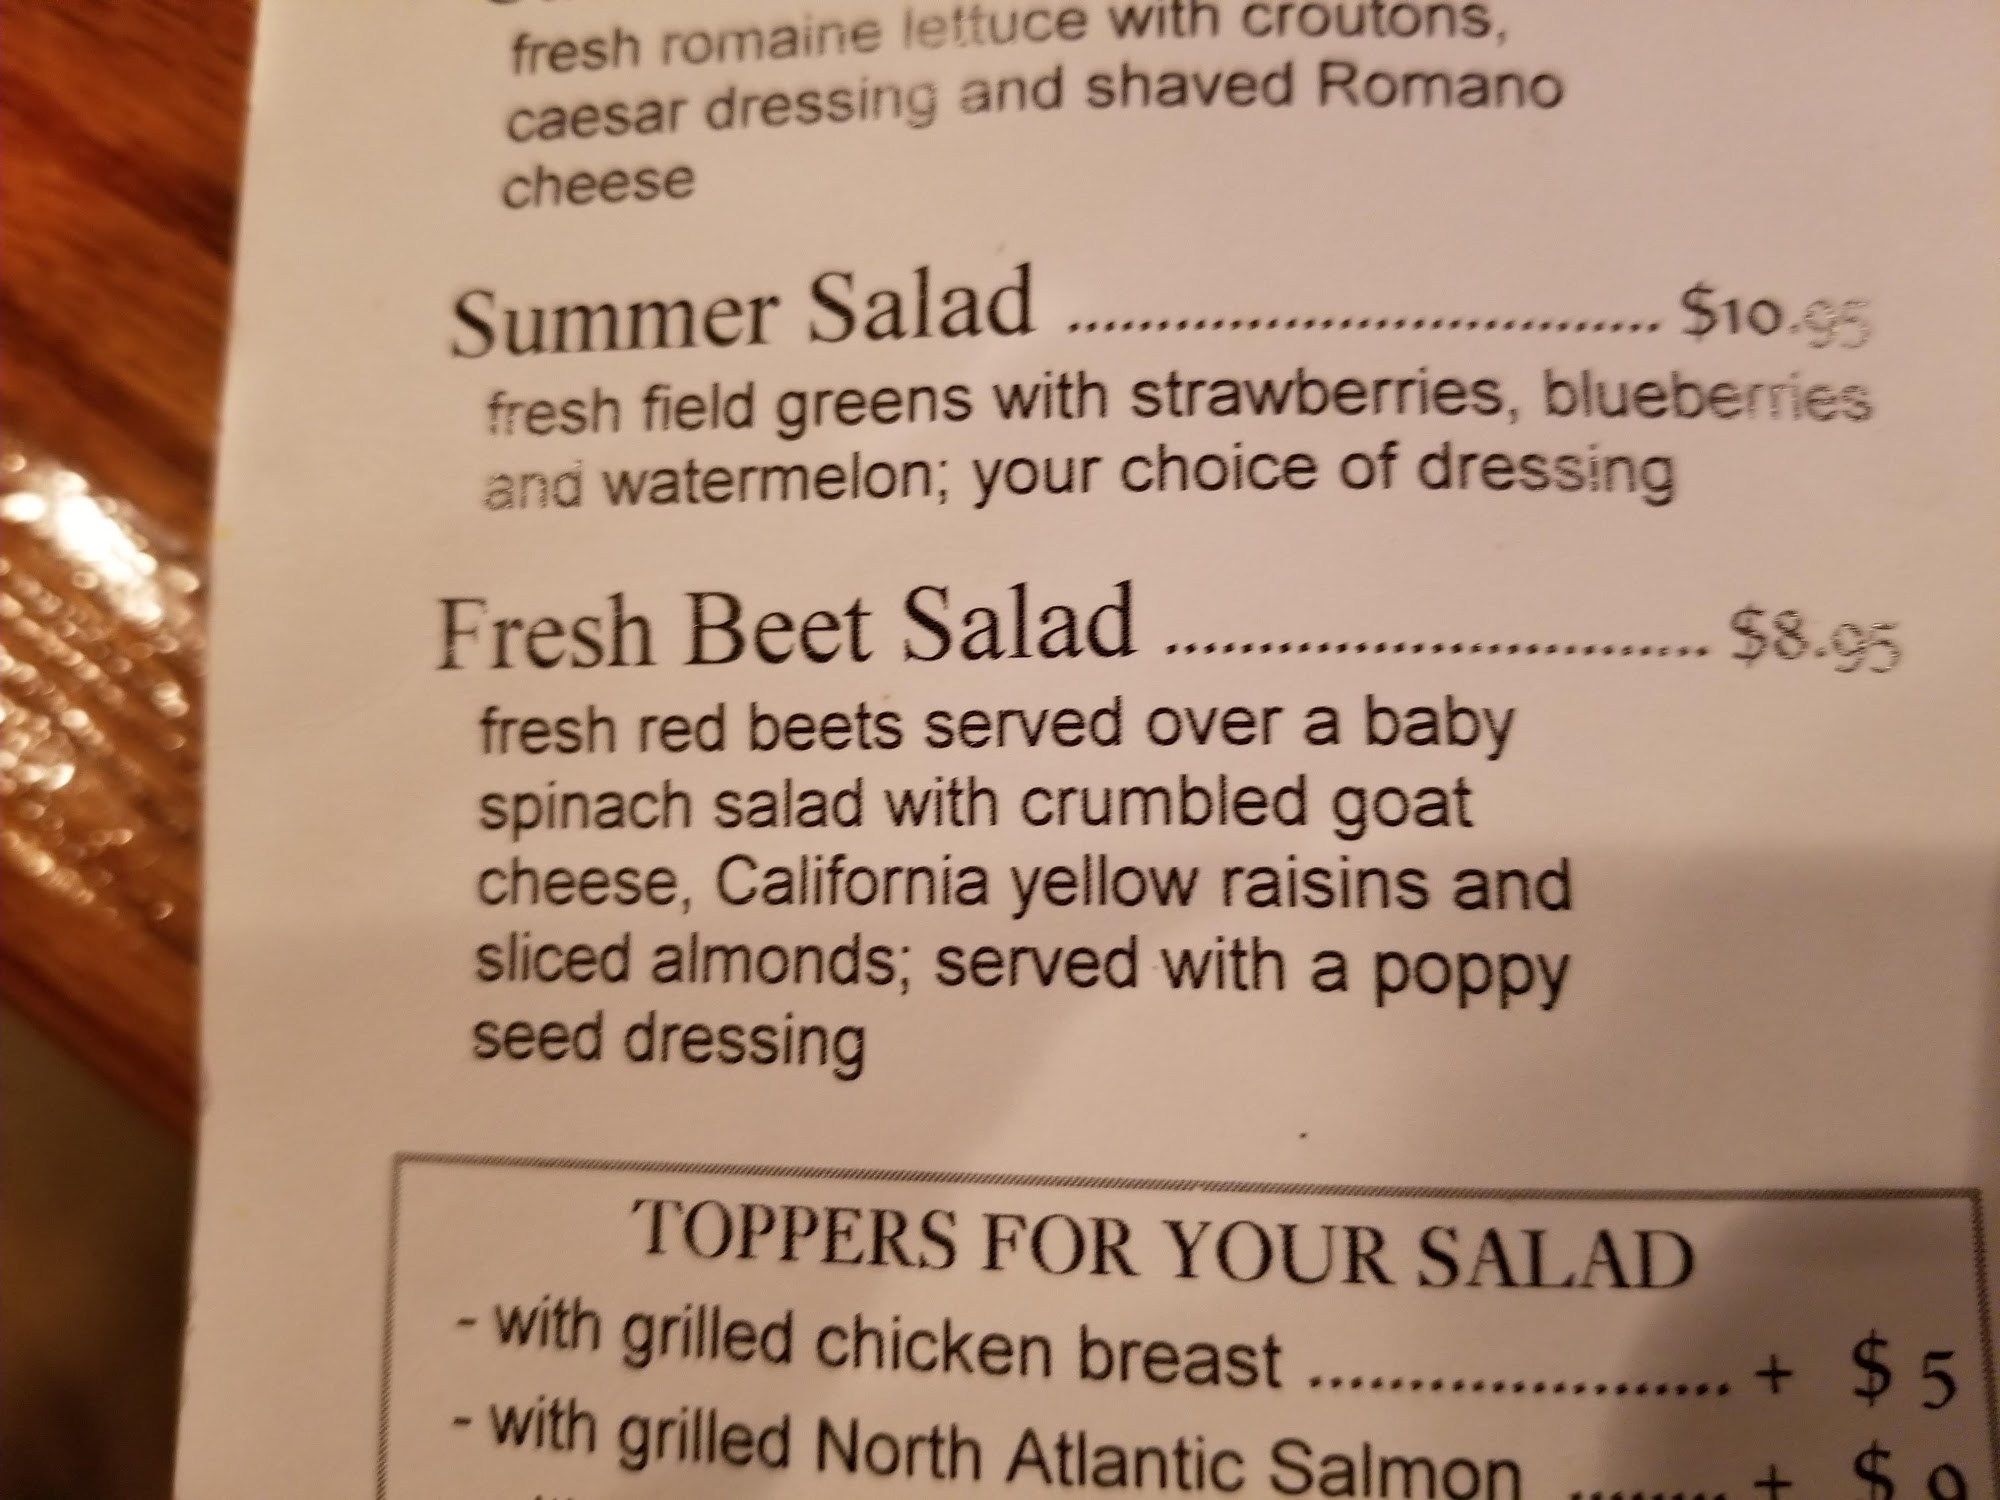 fresh romaine lettuce with croutons,
caesar dressing and shaved Romano
cheese
Summer Salad ................................. $10.95
fresh field greens with strawberries, blueberries
and watermelon; your choice of dressing
Fresh Beet Salad ............................... $8.95
fresh red beets served over a baby
spinach salad with crumbled goat
cheese, California yellow raisins and
sliced almonds; served with a poppy
seed dressing
TOPPERS FOR YOUR SALAD
- with grilled chicken breast ...................... + $ 5
- with grilled North Atlantic Salmon ......... + $ 9